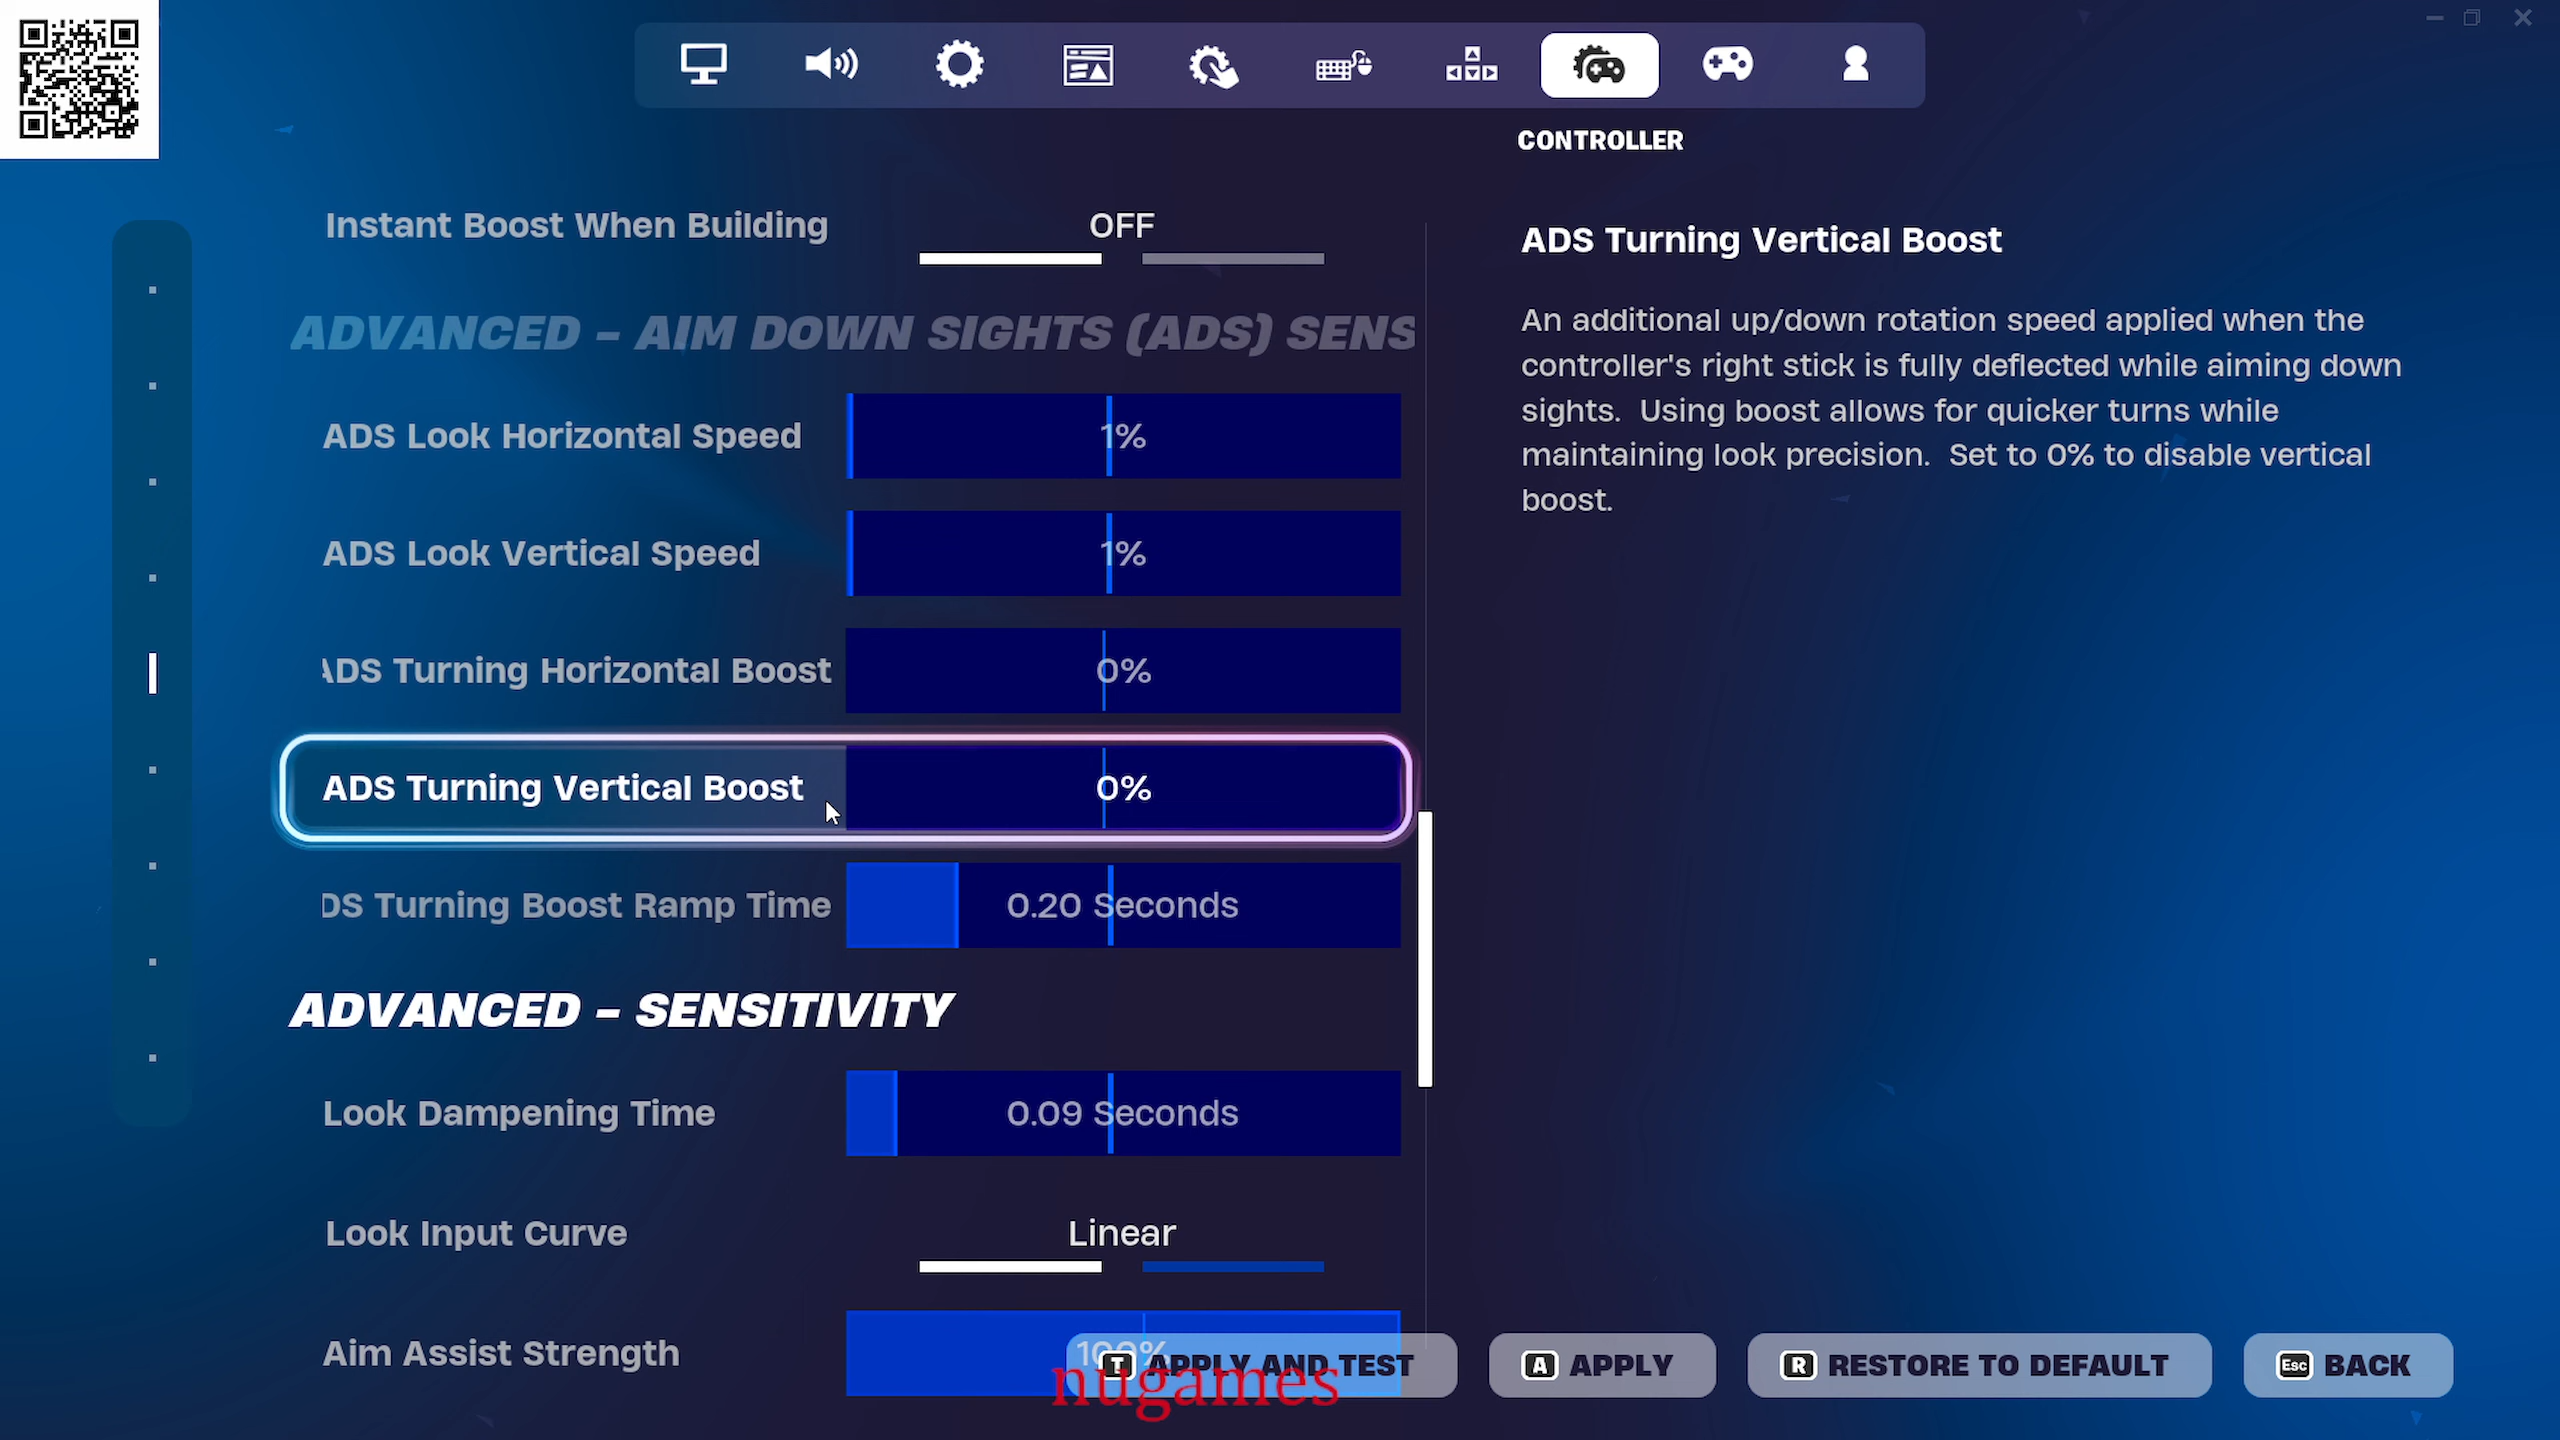 CONTROLLER
Instant Boost When Building
OFF
ADVANCED - AIM DOWN SIGHTS (ADS) SENS
ADS Look Horizontal Speed
1%
ADS Look Vertical Speed
1%
ADS Turning Horizontal Boost
0%
ADS Turning Vertical Boost
0%
DS Turning Boost Ramp Time
0.20 Seconds
ADVANCED - SENSITIVITY
Look Dampening Time
0.09 Seconds
Look Input Curve
Linear
Aim Assist Strength
100%
ADS Turning Vertical Boost
An additional up/down rotation speed applied when the
controller's right stick is fully deflected while aiming down
sights. Using boost allows for quicker turns while
maintaining look precision. Set to 0% to disable vertical
boost.
T APPLY AND TEST
A APPLY
R RESTORE TO DEFAULT
Esc BACK
nugames